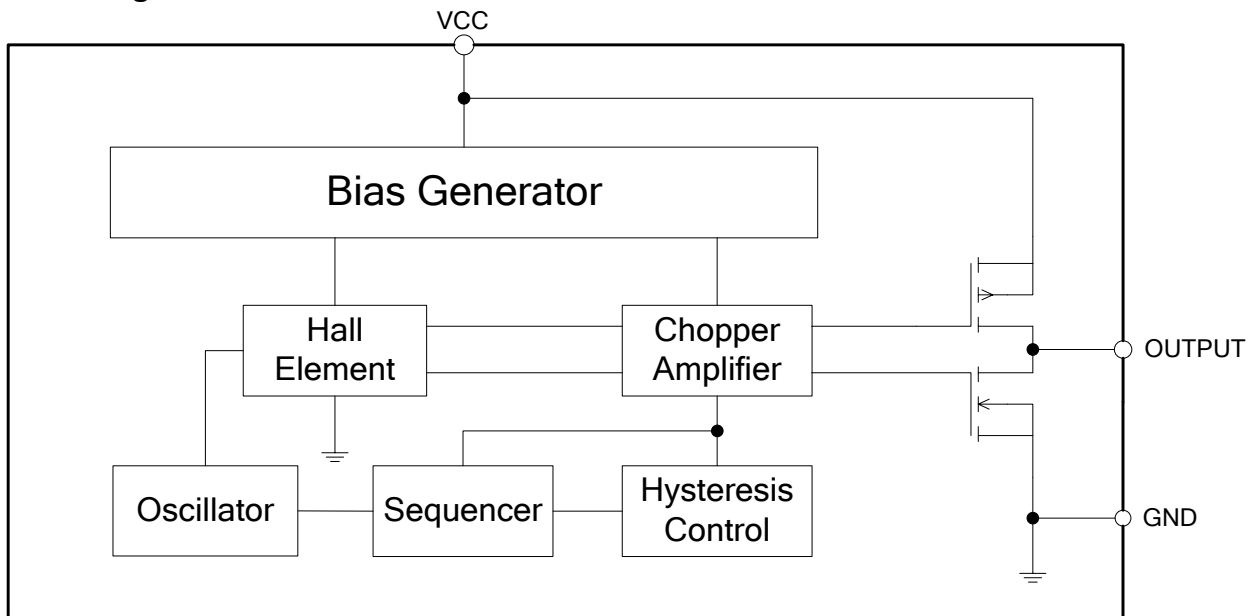 VCC
Bias Generator
Hall
Element
Chopper
Amplifier
OUTPUT
Oscillator
Sequencer
Hysteresis
Control
GND